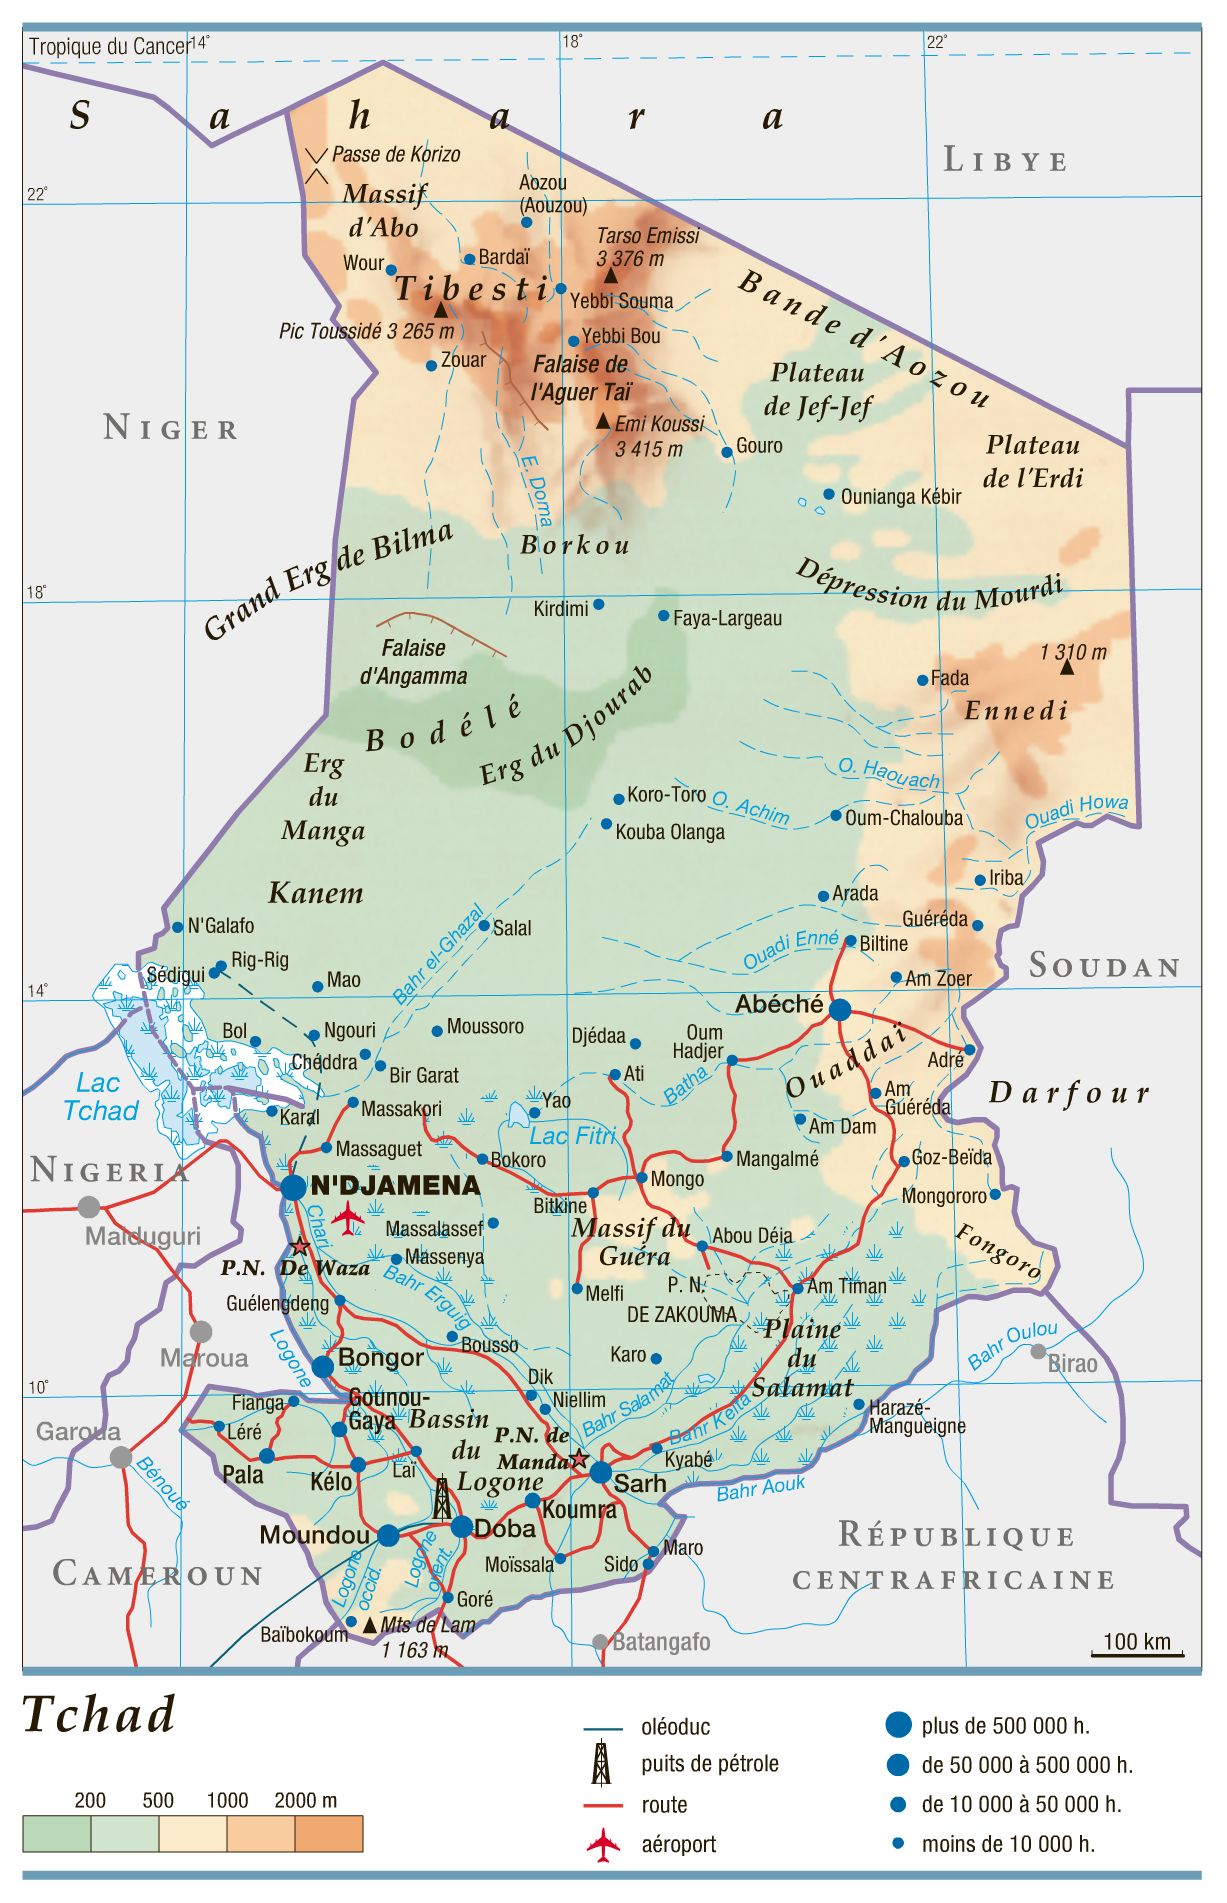 Tropique du Cancer
14°
18°
22°
S a h a r a
LIBYE
Passe de Korizo
22°
Massif
d'Abo
Aozou
(Aouzou)
Tarso Emissi
3 376 m
Wour
Bardaï
Tibesti
Yebbi Souma
Bande d'Aozou
Pic Toussidé 3 265 m
Yebbi Bou
Zouar
Falaise de
l'Aguer Taï
Plateau
de Jef-Jef
NIGER
Emi Koussi
3 415 m
Gouro
Plateau
de l'Erdi
E. Doma
Ounianga Kébir
Grand Erg de Bilma
Borkou
Dépression du Mourdi
18°
Kirdimi
Faya-Largeau
Falaise
d'Angamma
1 310 m
Fada
Ennedi
Bodélé
Erg du Djourab
Erg
du
Manga
O. Haouach
Koro-Toro
O. Achim
Oum-Chalouba
Ouadi Howa
Kouba Olanga
Kanem
Iriba
Arada
Guéréda
N'Galafo
Bahr el-Ghazal
Salal
Ouadi Enné
Biltine
Rig-Rig
Sédigui
Mao
Am Zoer
SOUDAN
14°
Abéché
Bol
Ngouri
Moussoro
Djédaa
Oum
Hadjer
Ouaddaï
Adré
Chéddra
Bir Garat
Ati
Batha
Lac
Tchad
Am
Guéréda
Darfour
Karal
Massakori
Yao
Lac Fitri
Am Dam
Massaguet
Bokoro
Mangalmé
Goz-Beïda
NIGERIA
N'DJAMENA
Mongo
Mongororo
Bitkine
Maiduguri
Chari
Massalassef
Massif du
Guéra
Abou Déia
Fongoro
P.N. De Waza
Massenya
Bahr Erguig
Melfi
P. N.
DE ZAKOUMA
Am Timan
Guélengdeng
Plaine
du
Salamat
Maroua
Logone
Bousso
Bahr Oulou
Bongor
Karo
Birao
10°
Dik
Fianga
Gounou-
Gaya
Niellim
Bahr Salamat
Bahr Keïta
Harazé-
Mangueigne
Garoua
Léré
Bassin
du
Logone
P.N. de
Manda
Kyabé
Bénoué
Pala
Kélo
Laï
Sarh
Bahr Aouk
Koumra
Moundou
Doba
RÉPUBLIQUE
CENTRAFRICAINE
CAMEROUN
Logone
occid.
Logone
orient.
Moïssala
Maro
Sido
Goré
Baïbokoum
Mts de Lam
1 163 m
Batangafo
100 km
Tchad
200 500 1000 2000 m
oléoduc
puits de pétrole
route
aéroport
plus de 500 000 h.
de 50 000 à 500 000 h.
de 10 000 à 50 000 h.
moins de 10 000 h.